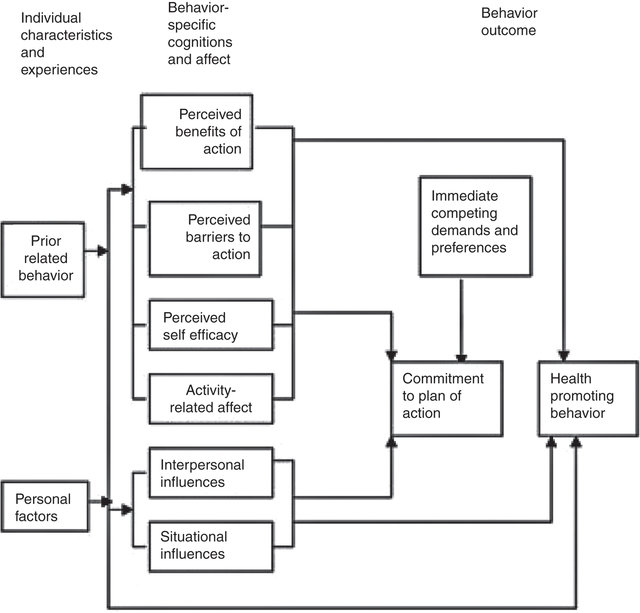 Individual
characteristics
and
experiences
Behavior-
specific
cognitions
and affect
Behavior
outcome
Perceived
benefits of
action
Immediate
competing
demands and
preferences
Prior
related
behavior
Perceived
barriers to
action
Perceived
self efficacy
Activity-
related affect
Commitment
to plan of
action
Health
promoting
behavior
Interpersonal
influences
Personal
factors
Situational
influences